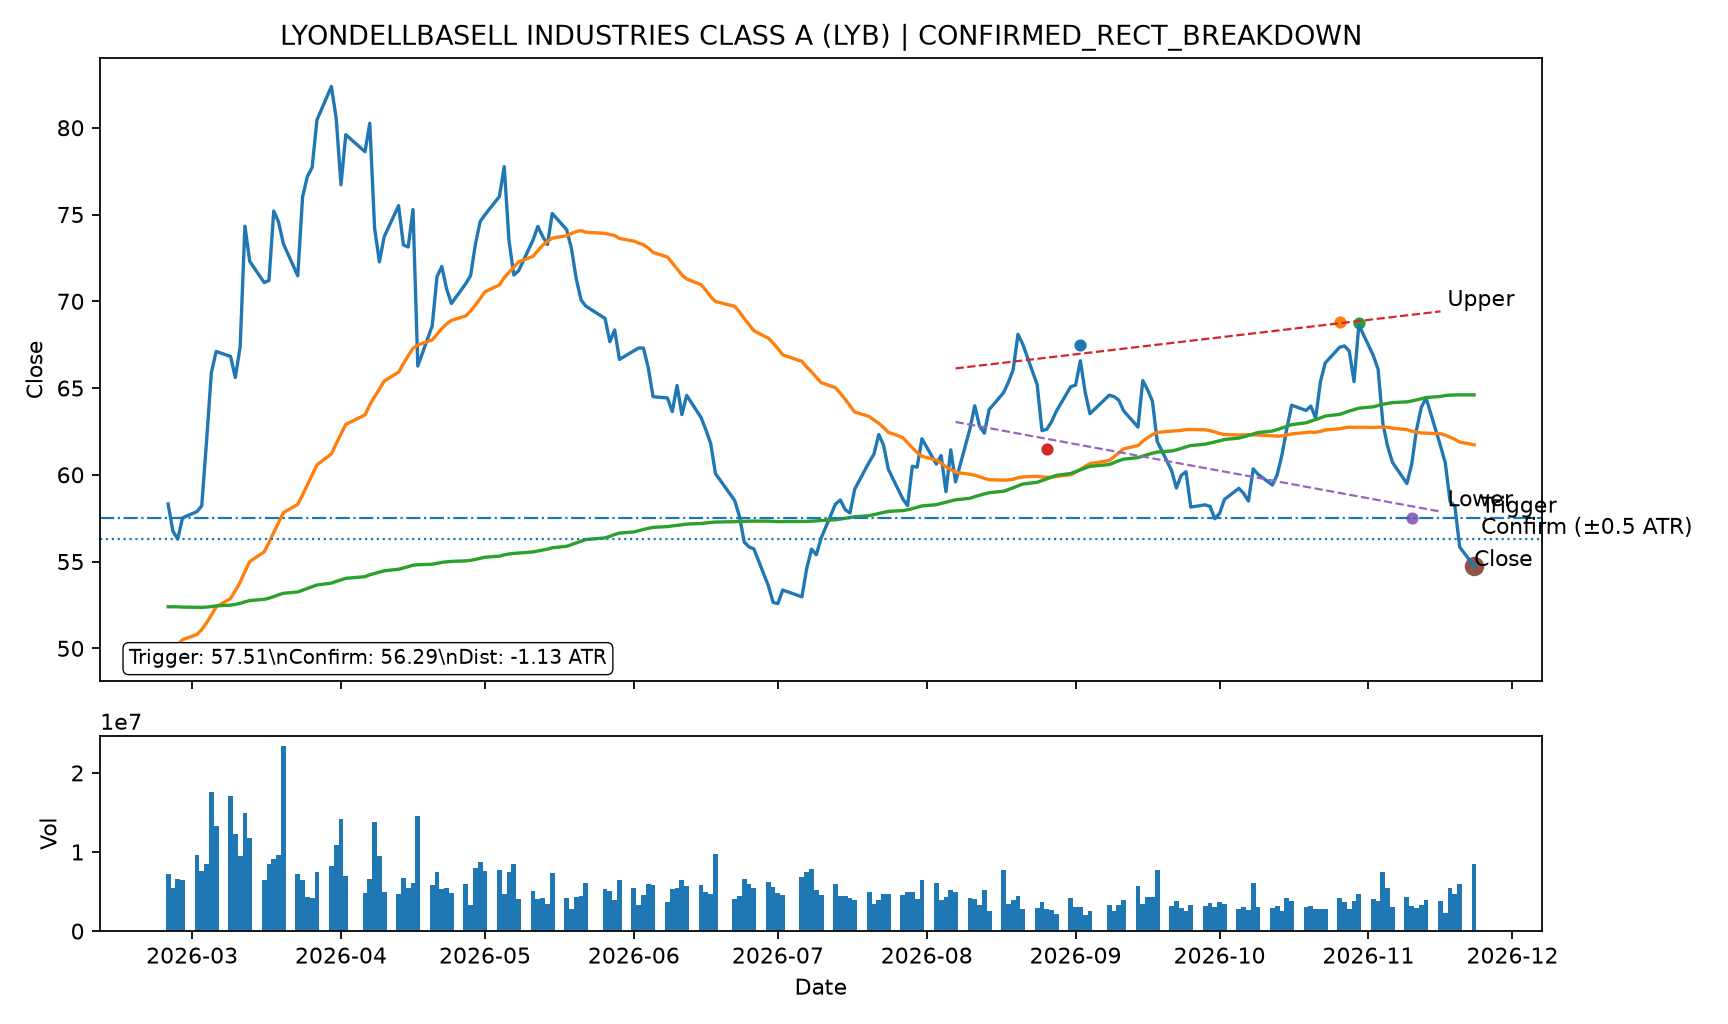 LYONDELLBASELL INDUSTRIES CLASS A (LYB) | CONFIRMED_RECT_BREAKDOWN
Close
80
75
70
65
60
55
50
Upper
Lower
Trigger
Confirm (±0.5 ATR)
Close
Trigger: 57.51\nConfirm: 56.29\nDist: -1.13 ATR
1e7
Vol
2
1
0
2026-03 2026-04 2026-05 2026-06 2026-07 2026-08 2026-09 2026-10 2026-11 2026-12
Date